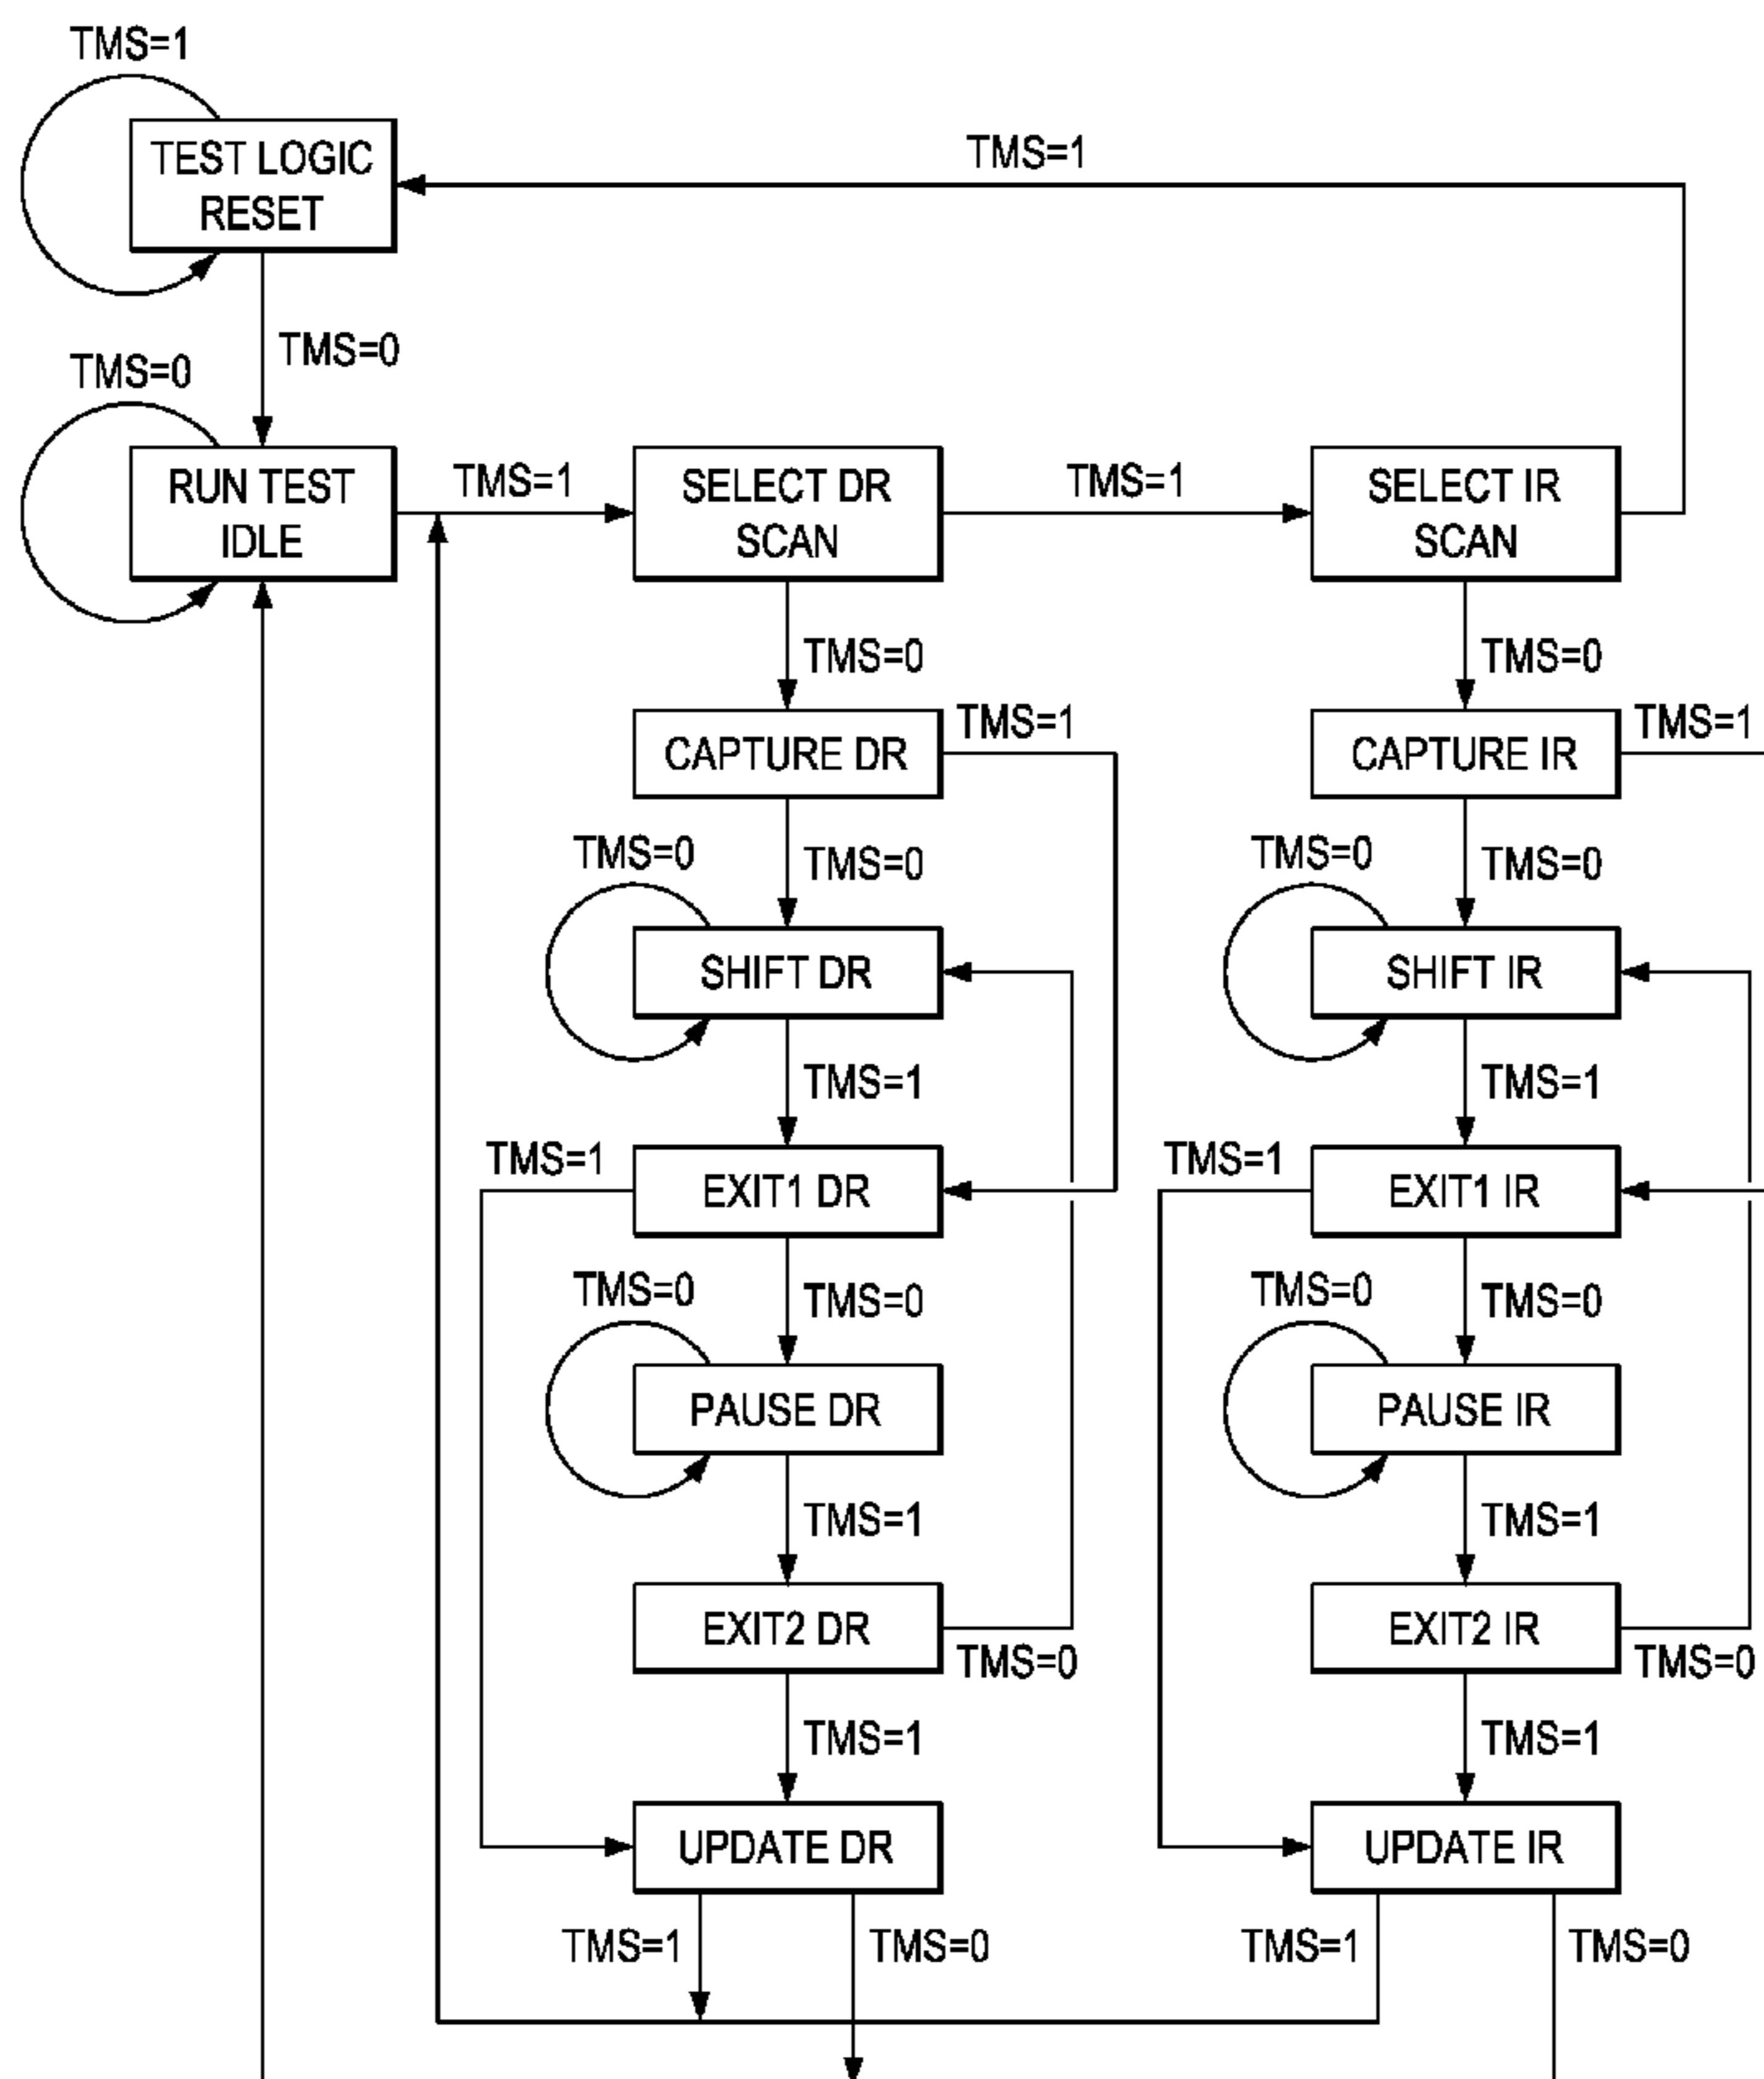 TMS=1
TEST LOGIC
RESET
TMS=1
TMS=0
TMS=0
RUN TEST
IDLE
TMS=1
SELECT DR
SCAN
TMS=1
SELECT IR
SCAN
TMS=0
TMS=0
CAPTURE DR
TMS=1
CAPTURE IR
TMS=1
TMS=0
TMS=0
TMS=0
TMS=0
SHIFT DR
SHIFT IR
TMS=1
TMS=1
TMS=1
EXIT1 DR
TMS=1
EXIT1 IR
TMS=0
TMS=0
TMS=0
TMS=0
PAUSE DR
PAUSE IR
TMS=1
TMS=1
EXIT2 DR
TMS=0
EXIT2 IR
TMS=0
TMS=1
TMS=1
UPDATE DR
UPDATE IR
TMS=1
TMS=0
TMS=1
TMS=0